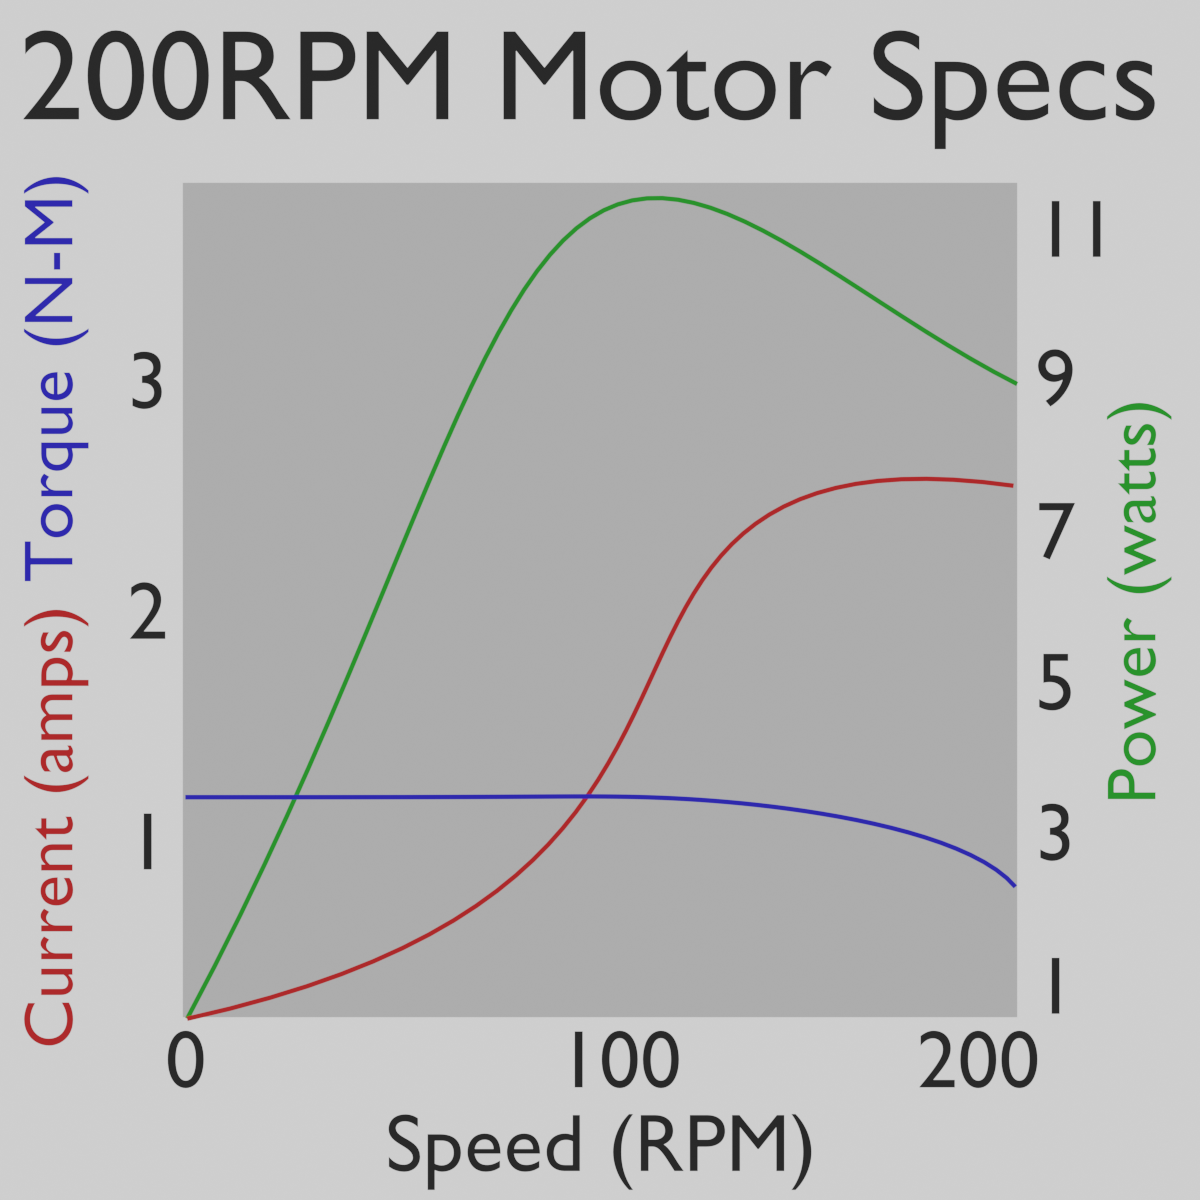 200RPM Motor Specs
Current (amps) Torque (N-M)
3
2
1
11
9
7
5
3
1
Power (watts)
0 100 200
Speed (RPM)